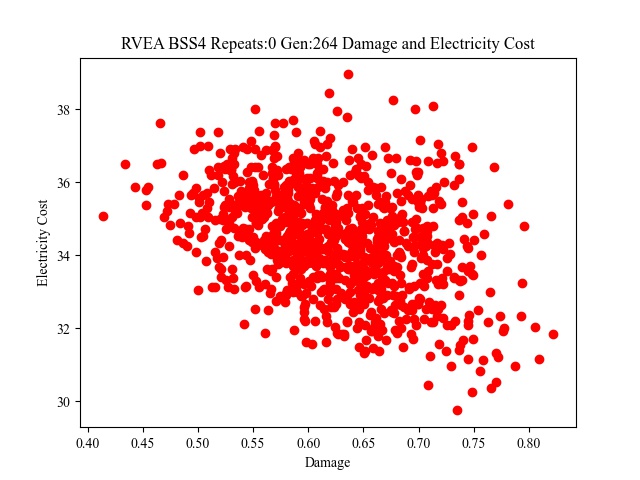 RVEA BSS4 Repeats:0 Gen:264 Damage and Electricity Cost
38
36
34
32
30
Electricity Cost
0.40 0.45 0.50 0.55 0.60 0.65 0.70 0.75 0.80
Damage